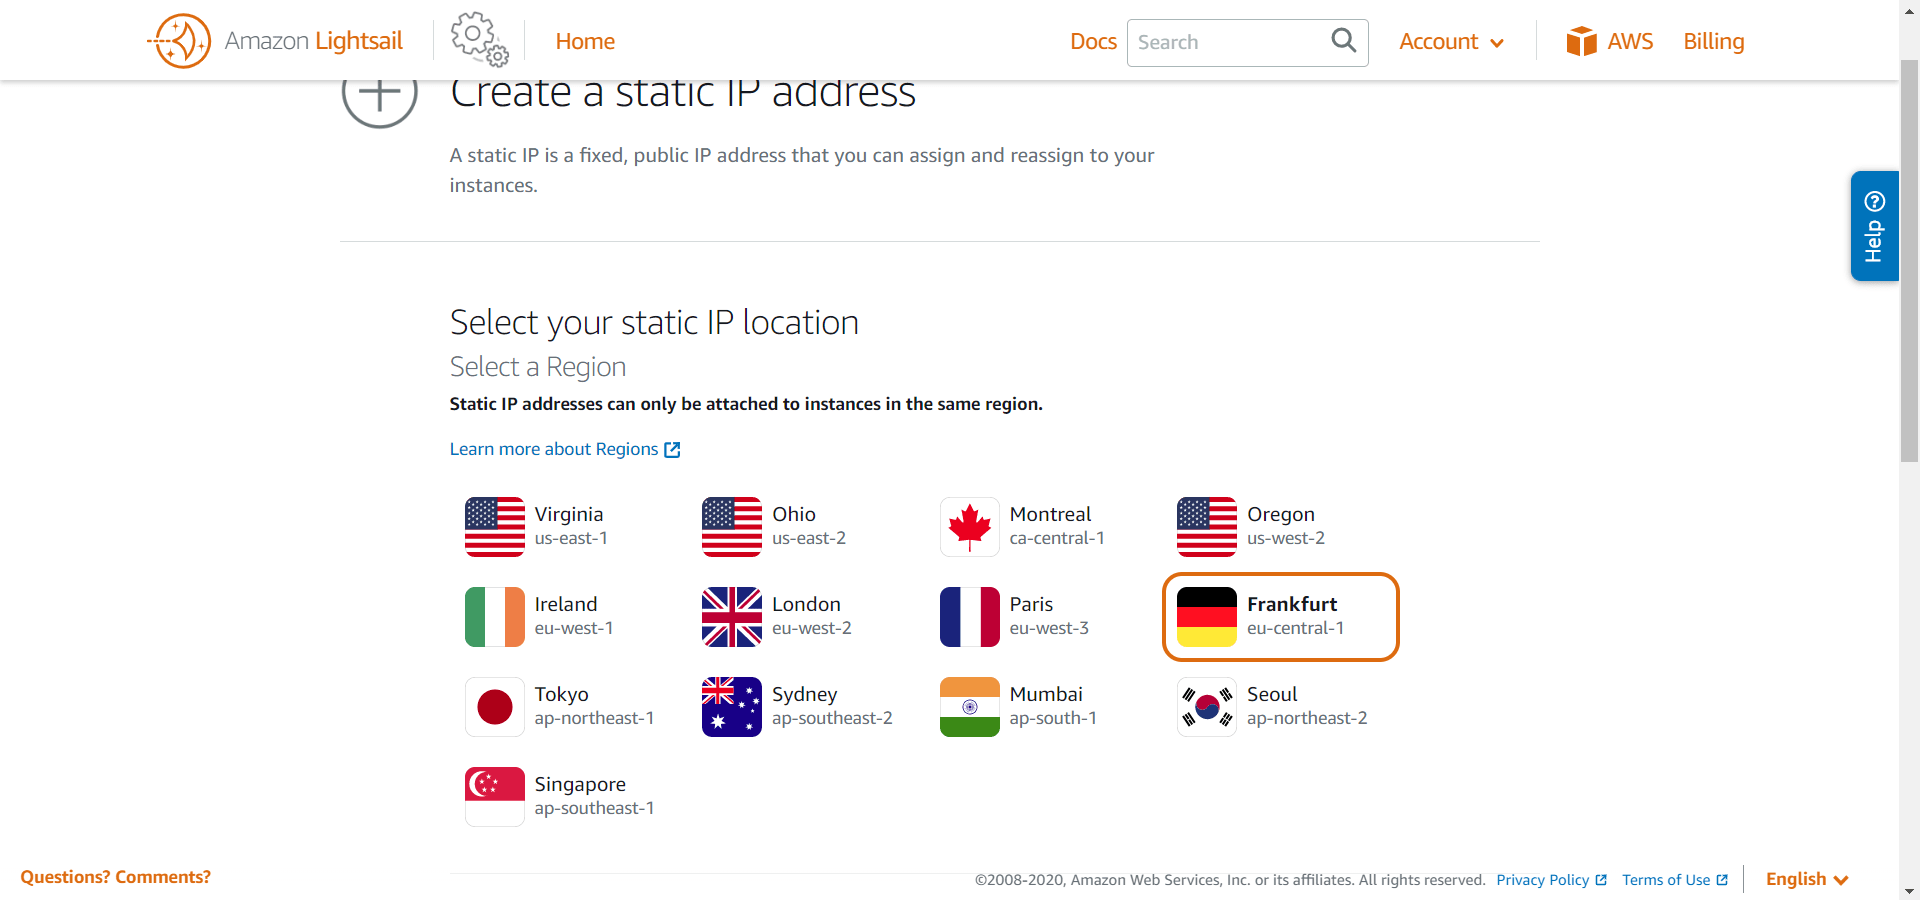 Amazon Lightsail
Home
Docs
Search
Account
AWS
Billing
Create a static IP address
A static IP is a fixed, public IP address that you can assign and reassign to your
instances.
Help
Select your static IP location
Select a Region
Static IP addresses can only be attached to instances in the same region.
Learn more about Regions
Virginia
us-east-1
Ohio
us-east-2
Montreal
ca-central-1
Oregon
us-west-2
Ireland
eu-west-1
London
eu-west-2
Paris
eu-west-3
Frankfurt
eu-central-1
Tokyo
ap-northeast-1
Sydney
ap-southeast-2
Mumbai
ap-south-1
Seoul
ap-northeast-2
Singapore
ap-southeast-1
Questions? Comments?
©2008-2020, Amazon Web Services, Inc. or its affiliates. All rights reserved.
Privacy Policy
Terms of Use
English